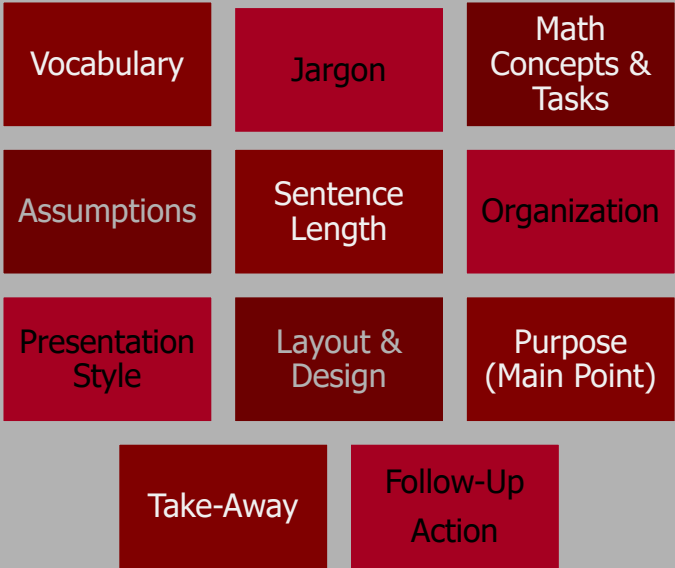 Vocabulary
Jargon
Math
Concepts &
Tasks
Assumptions
Sentence
Length
Organization
Presentation
Style
Layout &
Design
Purpose
(Main Point)
Take-Away
Follow-Up
Action